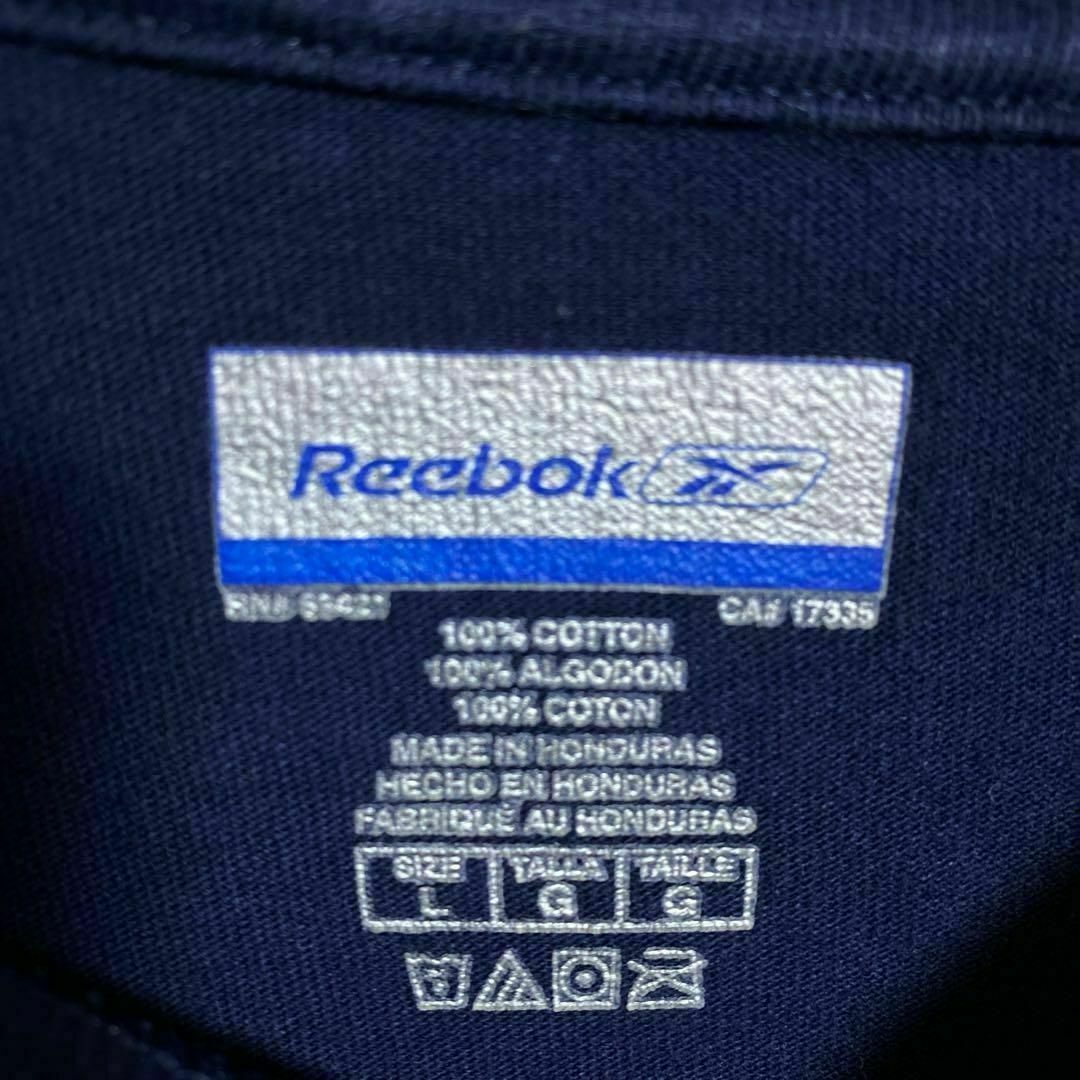 Reebok
RN#
CA# 17335
100% COTTON
100% ALGODON
100% COTON
MADE IN HONDURAS
HECHO EN HONDURAS
FABRIQUÉ AU HONDURAS
SIZE TALLA TAILLE
L G G